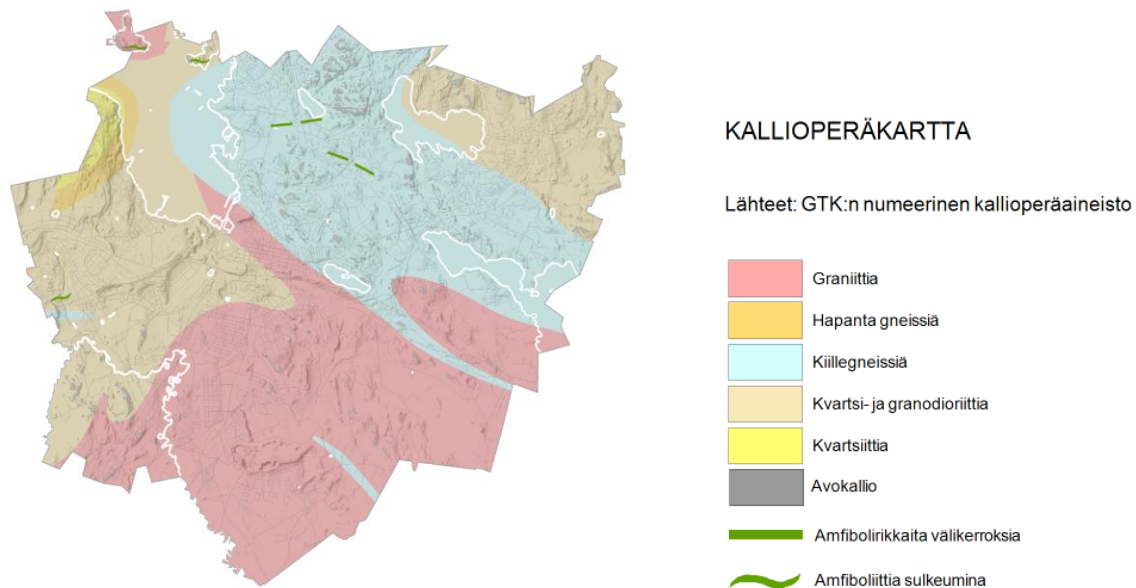 KALLIOPERÄKARTTA
Lähteet: GTK:n numeerinen kallioperäaineisto
Graniittia
Hapanta gneissiä
Kiillegneissiä
Kvartsi- ja granodioriittia
Kvartsiittia
Avokallio
Amfibolirikkaita välikerroksia
Amfiboliittia sulkeumina